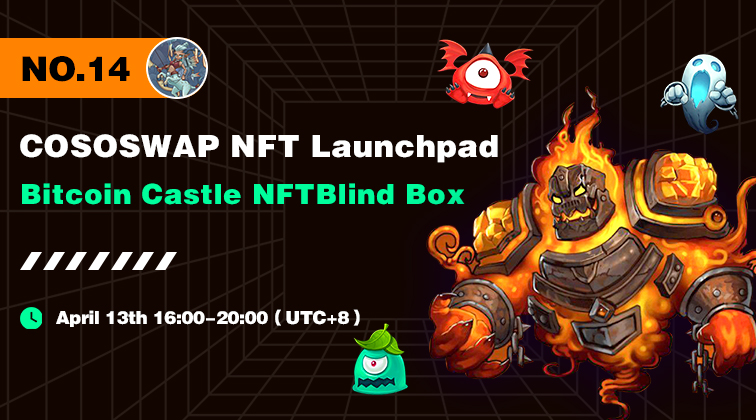 NO.14
COSOSWAP NFT Launchpad
Bitcoin Castle NFTBlind Box
April 13th 16:00-20:00 ( UTC+8 )